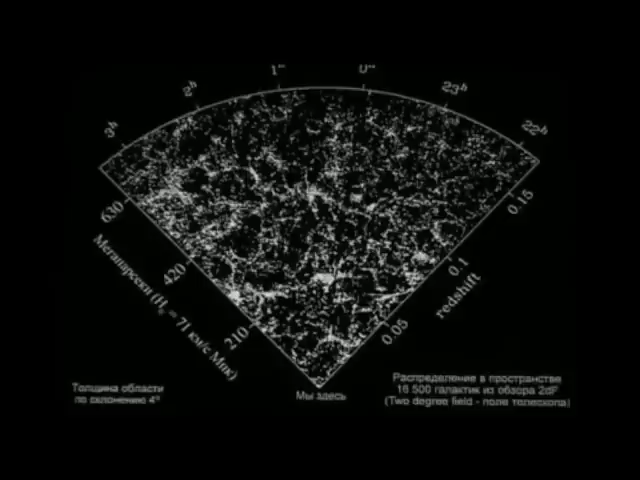 3h 2h 1h 0h 23h 22h
630
420
210
Мегапарсеки (H₀ = 71 км/с Мпк)
0.15
0.1
0.05
redshift
Толщина области
по склонению 4°
Мы здесь
Распределение в пространстве
16 500 галактик из обзора 2dF
(Two degree field - поле телескопа)